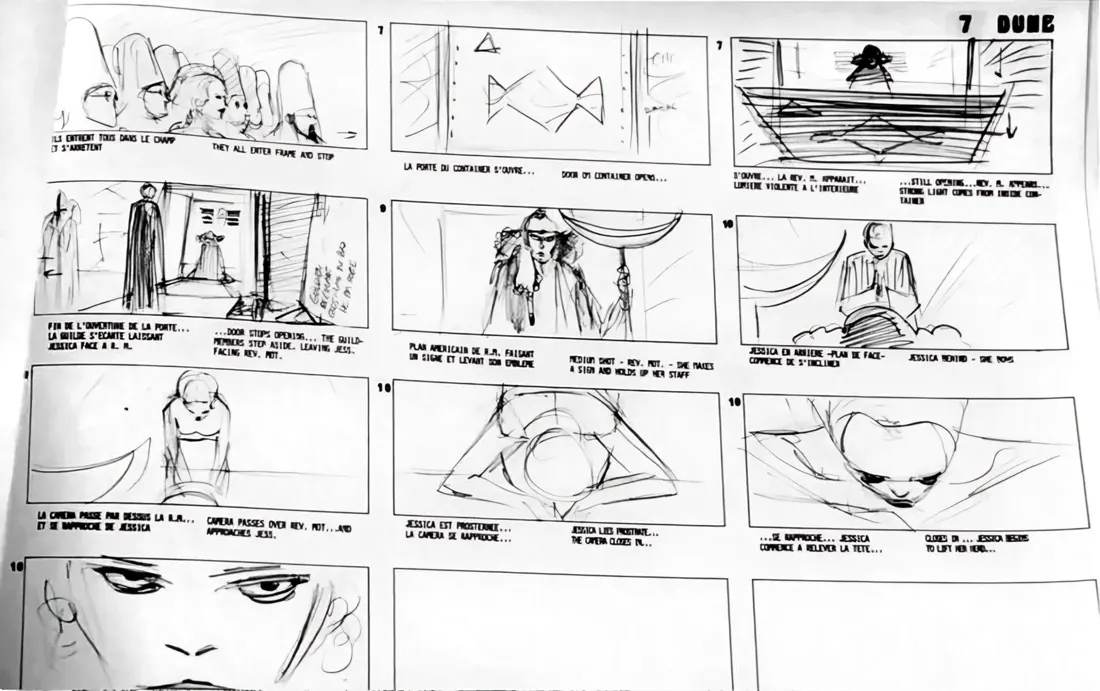 7 DUNE
ILS ENTRENT TOUS DANS LE CHAMP
ET S'ARRETENT
THEY ALL ENTER FRAME AND STOP
7
LA PORTE DU CONTAINER S'OUVRE...
DOOR OM CONTAINER OPENS...
7
S'OUVRE... LA REV. M. APPARAIT...
LUMIERE VIOLENTE A L'INTERIEURE
...STILL OPENING...REV. M. APPEARS...
STRONG LIGHT COMES FROM INSIDE CON-
TAINER
FIN DE L'OUVERTURE DE LA PORTE...
LA GUILDE S'ECARTE LAISSANT
JESSICA FACE A R. M.
...DOOR STOPS OPENING... THE GUILD-
MEMBERS STEP ASIDE. LEAVING JESS.
FACING REV. MOT.
9
PLAN AMERICAIN DE R.M. FAISANT
UN SIGNE ET LEVANT SON EMBLEME
MEDIUM SHOT - REV. MOT. - SHE MAKES
A SIGN AND HOLDS UP HER STAFF
10
JESSICA EN ARRIERE -PLAN DE FACE-
COMMENCE DE S'INCLINER
JESSICA BEHIND - SHE BOWS
LA CAMERA PASSE PAR DESSUS LA R.M...
ET SE RAPPROCHE DE JESSICA
CAMERA PASSES OVER REV. MOT...AND
APPROACHES JESS.
10
JESSICA EST PROSTERNEE...
LA CAMERA SE RAPPROCHE...
JESSICA LIES PROSTRATE...
THE CAMERA CLOSES IN...
10
...SE RAPPROCHE... JESSICA
COMMENCE A RELEVER LA TETE...
CLOSES IN ... JESSICA BEGINS
TO LIFT HER HEAD...
10